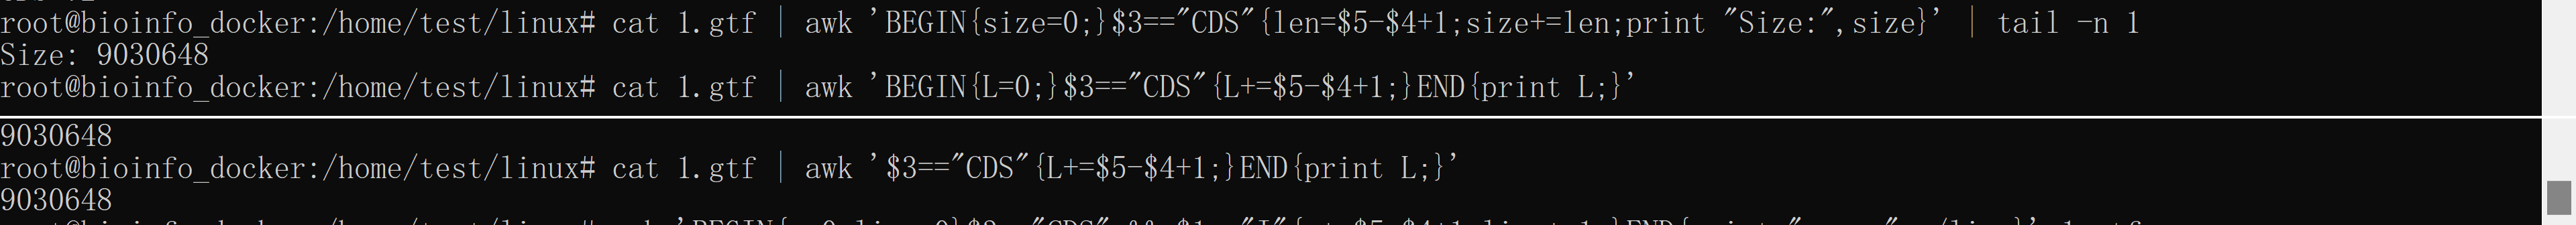 root@bioinfo_docker:/home/test/linux# cat 1.gtf | awk 'BEGIN{size=0;}$3=="CDS"{len=$5-$4+1;size+=len;print "Size:",size}' | tail -n 1
Size: 9030648
root@bioinfo_docker:/home/test/linux# cat 1.gtf | awk 'BEGIN{L=0;}$3=="CDS"{L+=$5-$4+1;}END{print L;}'
9030648
root@bioinfo_docker:/home/test/linux# cat 1.gtf | awk '$3=="CDS"{L+=$5-$4+1;}END{print L;}'
9030648